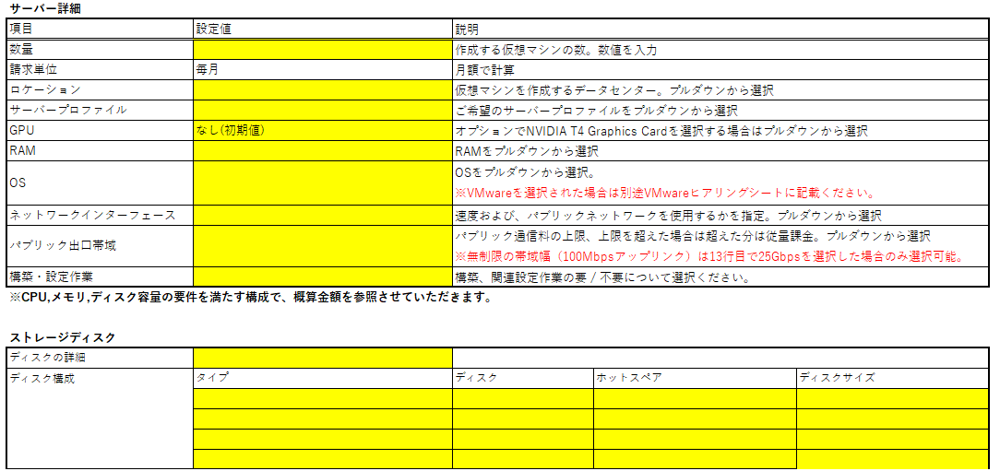 サーバー詳細
項目 設定値 説明
数量 作成する仮想マシンの数。数値を入力
請求単位 毎月 月額で計算
ロケーション 仮想マシンを作成するデータセンター。プルダウンから選択
サーバープロファイル ご希望のサーバープロファイルをプルダウンから選択
GPU なし(初期値) オプションでNVIDIA T4 Graphics Cardを選択する場合はプルダウンから選択
RAM RAMをプルダウンから選択
OS OSをプルダウンから選択。
※VMwareを選択された場合は別途VMwareヒアリングシートに記載ください。
ネットワークインターフェース 速度および、パブリックネットワークを使用するかを指定。プルダウンから選択
パブリック出口帯域 パブリック通信料の上限、上限を超えた場合は超えた分は従量課金。プルダウンから選択
※無制限の帯域幅（100Mbpsアップリンク）は13行目で25Gbpsを選択した場合のみ選択可能。
構築・設定作業 構築、関連設定作業の要 / 不要について選択ください。
※CPU,メモリ,ディスク容量の要件を満たす構成で、概算金額を参照させていただきます。
ストレージディスク
ディスクの詳細
ディスク構成 タイプ ディスク ホットスペア ディスクサイズ